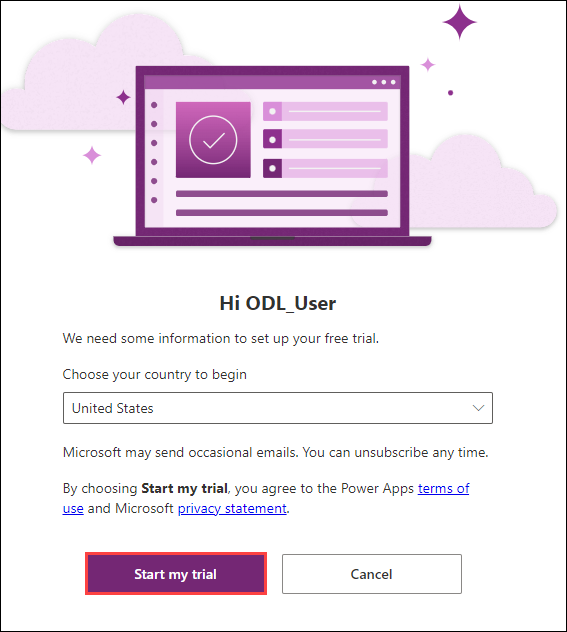 Hi ODL_User
We need some information to set up your free trial.
Choose your country to begin
United States
Microsoft may send occasional emails. You can unsubscribe any time.
By choosing Start my trial, you agree to the Power Apps terms of
use and Microsoft privacy statement.
Start my trial
Cancel